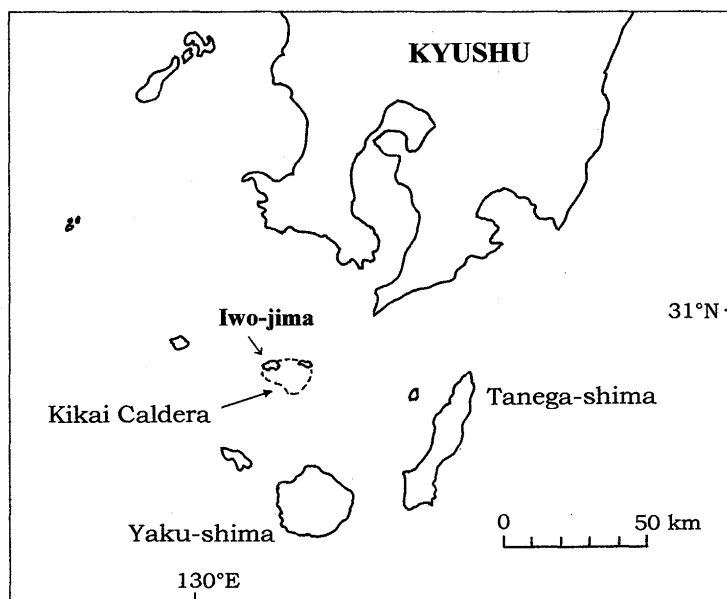 KYUSHU
31°N
Iwo-jima
Kikai Caldera
Tanega-shima
Yaku-shima
0 50 km
130°E